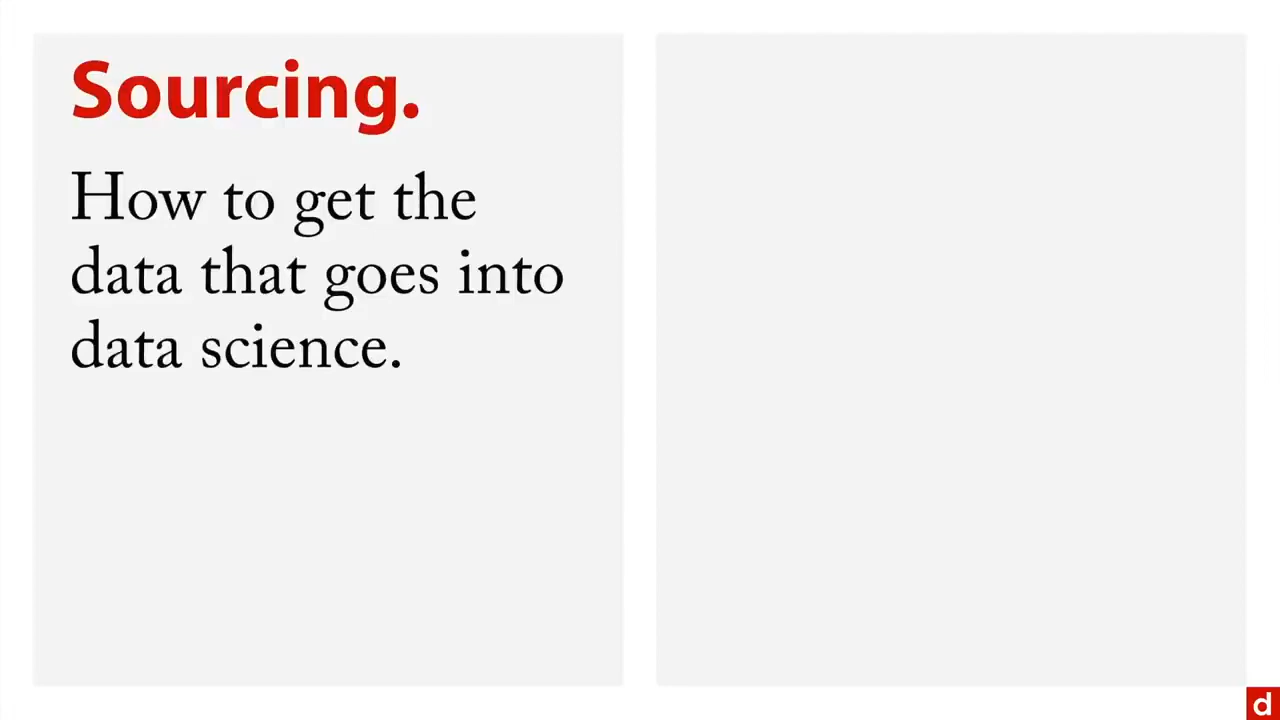 Sourcing.
How to get the
data that goes into
data science.
d